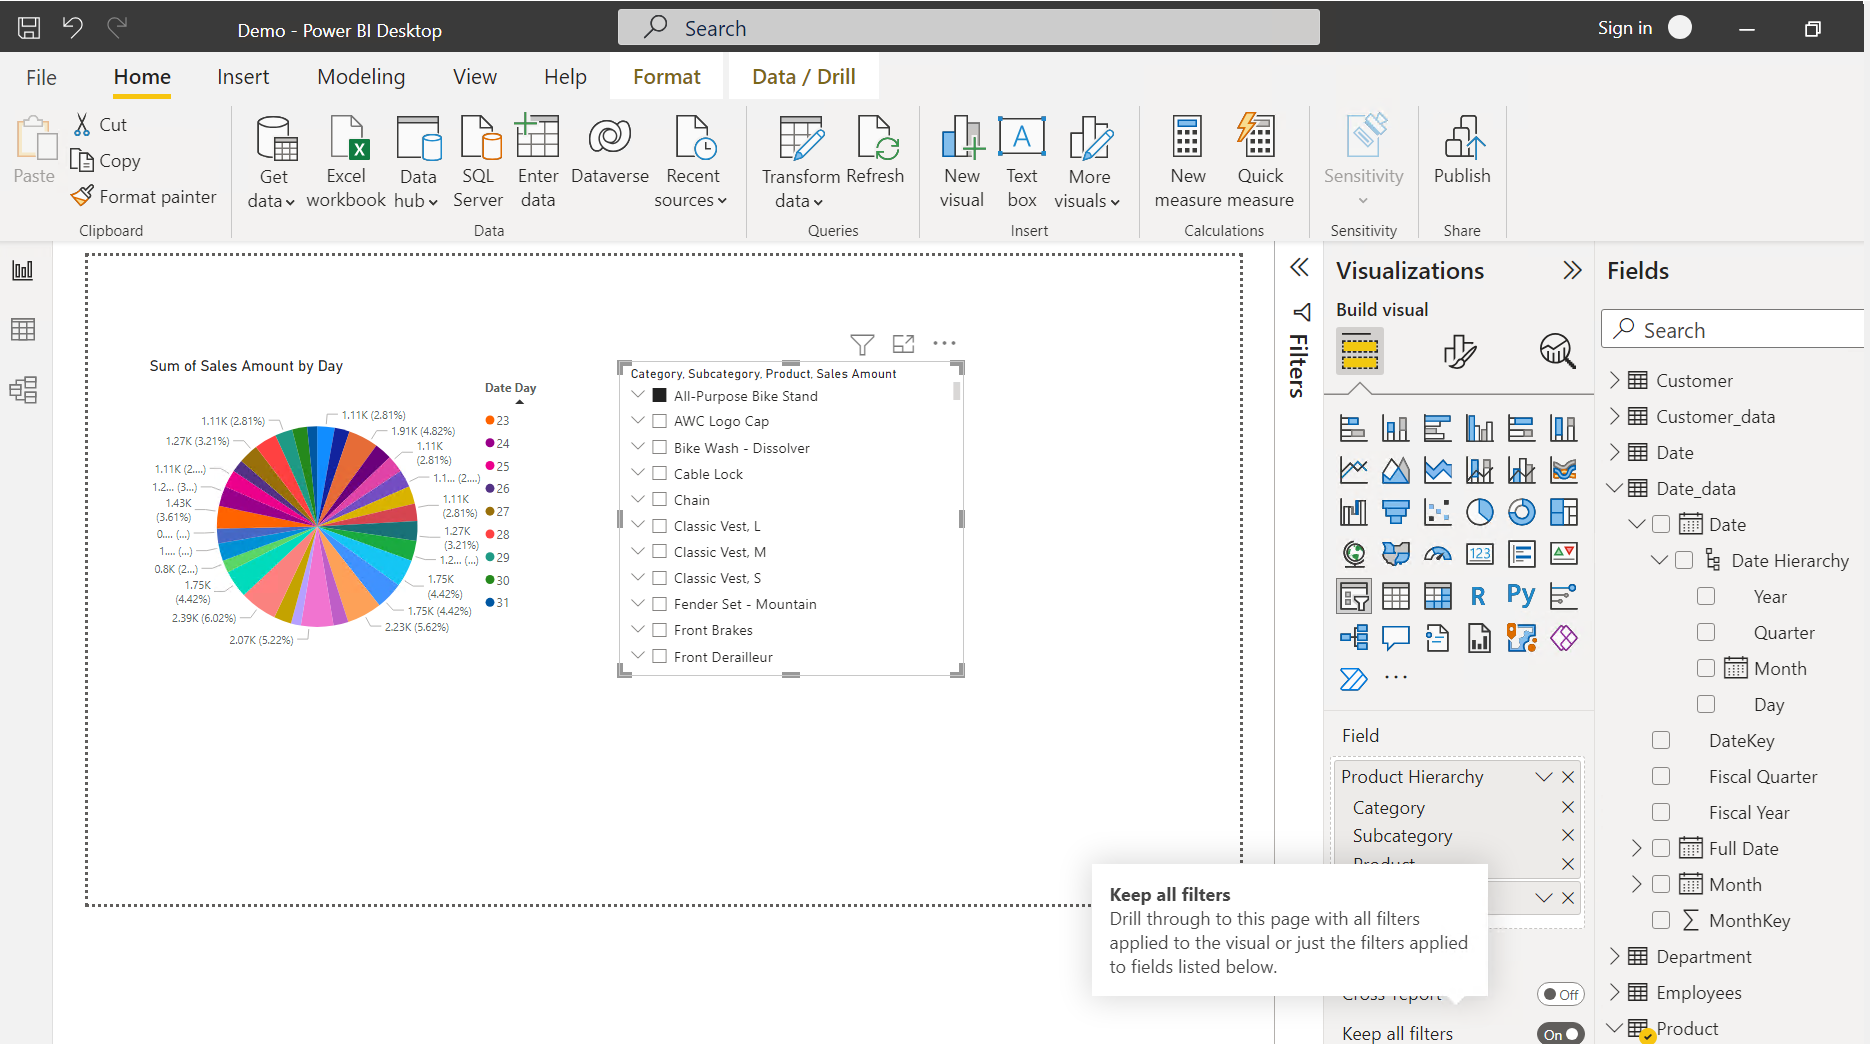 Demo - Power BI Desktop
Search
Sign in
File
Home
Insert
Modeling
View
Help
Format
Data / Drill
Paste
Cut
Copy
Format painter
Clipboard
Get data
Excel workbook
Data hub
SQL Server
Enter data
Dataverse
Recent sources
Data
Transform data
Refresh
Queries
New visual
Text box
More visuals
Insert
New measure
Quick measure
Calculations
Sensitivity
Sensitivity
Publish
Share
Sum of Sales Amount by Day
Date Day
23
24
25
26
27
28
29
30
31
1.11K (2.81%)
1.91K (4.82%)
1.11K
(2.81%)
1.1... (2....)
1.11K
(2.81%)
1.27K
(3.21%)
1.2... (...)
1.75K
(4.42%)
1.75K (4.42%)
2.23K (5.62%)
2.07K (5.22%)
2.39K (6.02%)
1.75K
(4.42%)
0.8K (2...)
1.... (...)
0.... (...)
1.43K
(3.61%)
1.2... (3...)
1.11K (2....)
1.27K (3.21%)
1.11K (2.81%)
Category, Subcategory, Product, Sales Amount
All-Purpose Bike Stand
AWC Logo Cap
Bike Wash - Dissolver
Cable Lock
Chain
Classic Vest, L
Classic Vest, M
Classic Vest, S
Fender Set - Mountain
Front Brakes
Front Derailleur
Filters
Visualizations
Build visual
123
R
Py
Field
Product Hierarchy
Category
Subcategory
Product
Keep all filters
Drill through to this page with all filters
applied to the visual or just the filters applied
to fields listed below.
Cross-report
Off
Keep all filters
On
Fields
Search
Customer
Customer_data
Date
Date_data
Date
Date Hierarchy
Year
Quarter
Month
Day
DateKey
Fiscal Quarter
Fiscal Year
Full Date
Month
MonthKey
Department
Employees
Product